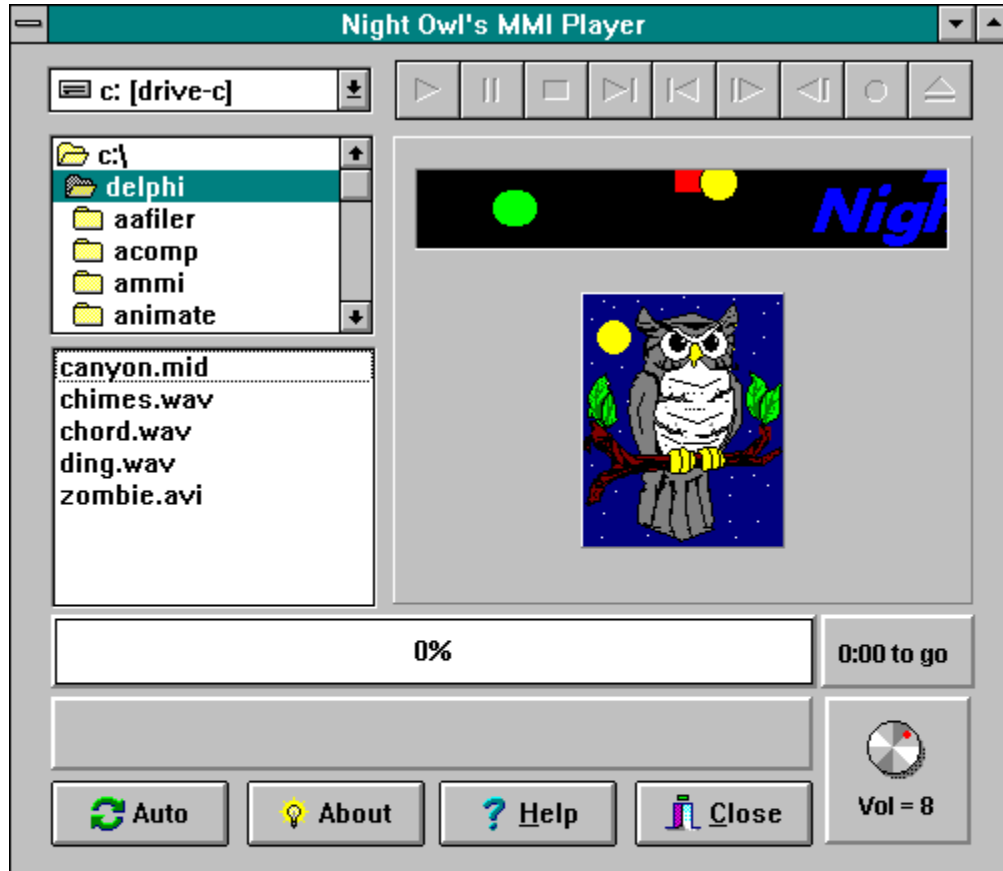 Night Owl's MMI Player
c: [drive-c]
c:\
delphi
aafiler
acomp
ammi
animate
canyon.mid
chimes.wav
chord.wav
ding.wav
zombie.avi
Nigh
0%
0:00 to go
Vol = 8
Auto
About
Help
Close